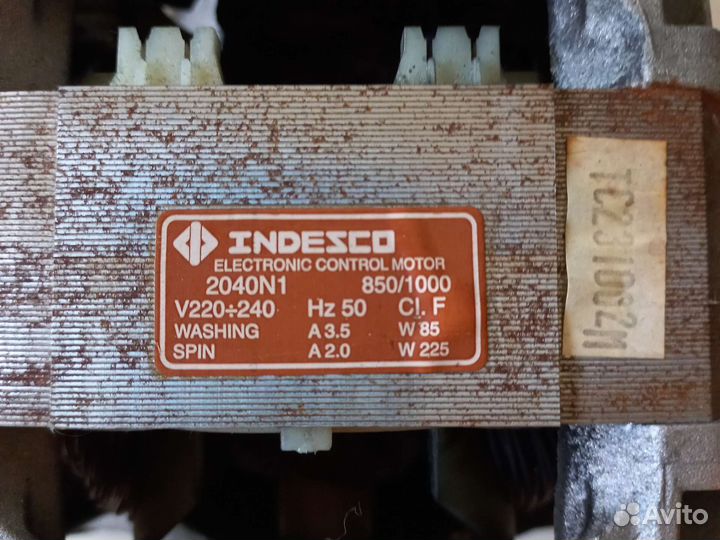 INDESCO
ELECTRONIC CONTROL MOTOR
2040N1 850/1000
V220÷240 Hz 50 Cl. F
WASHING A 3.5 W 85
SPIN A 2.0 W 225
Avito